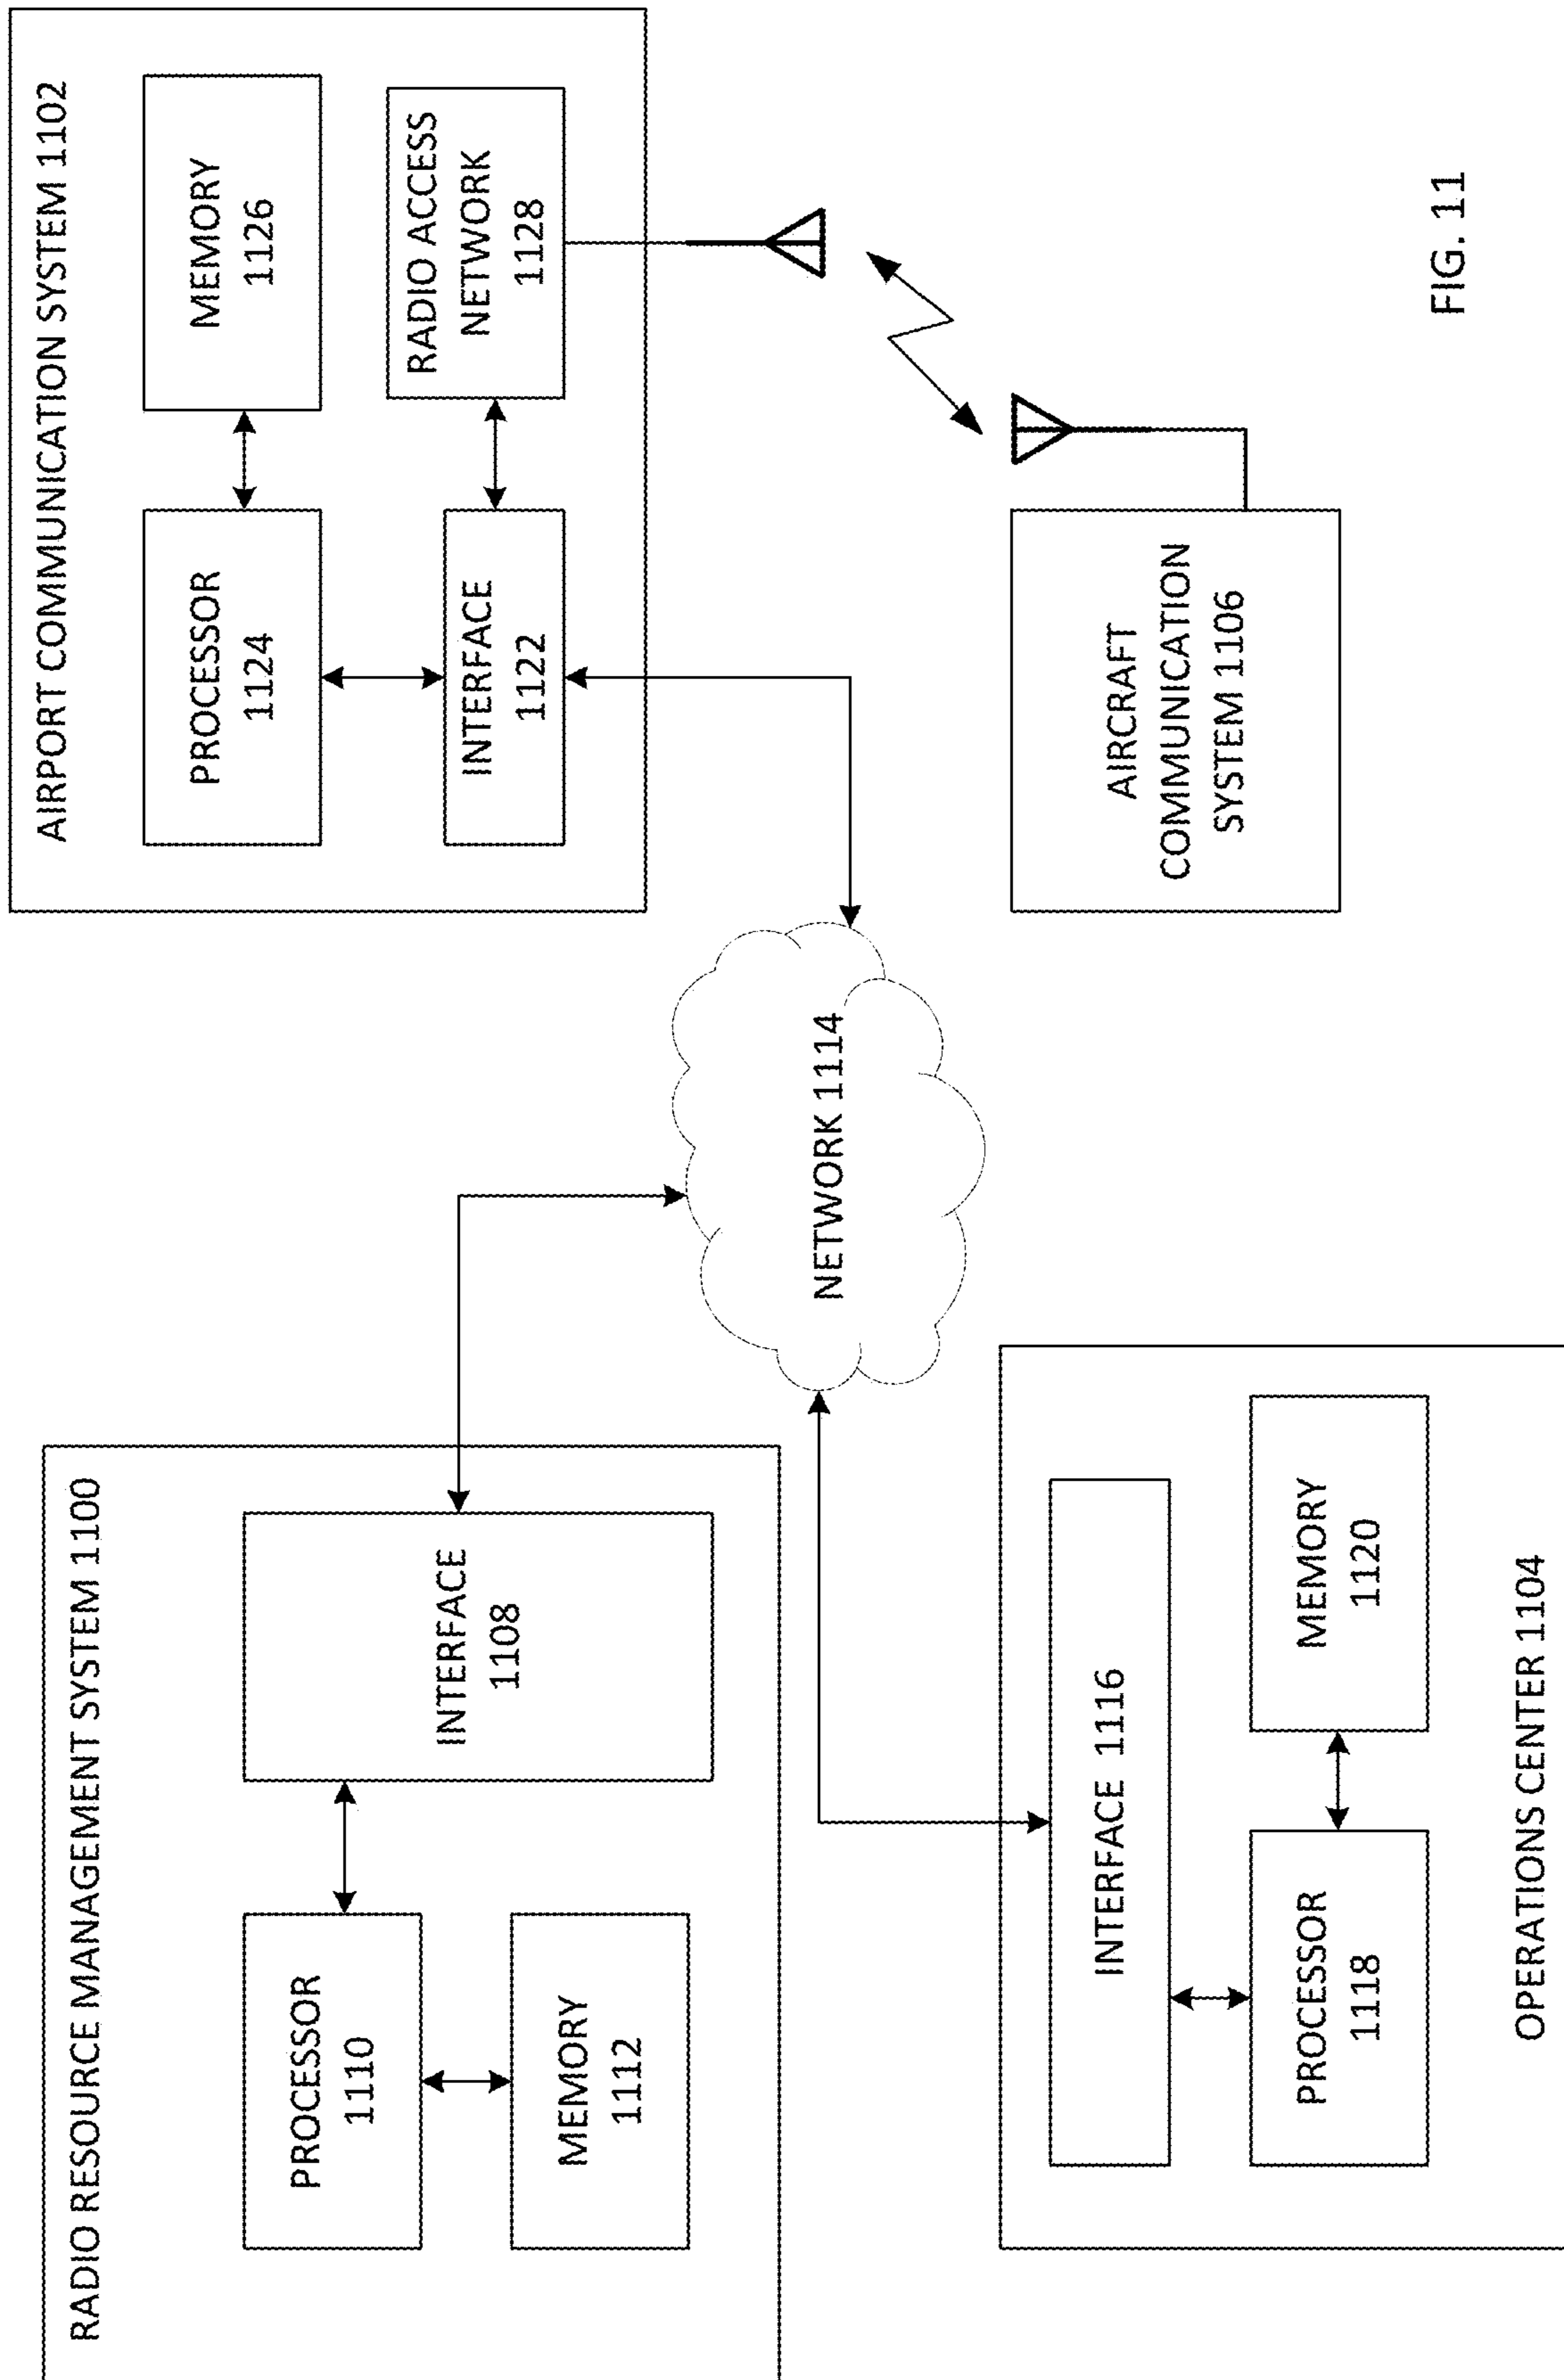 RADIO RESOURCE MANAGEMENT SYSTEM 1100
PROCESSOR
1110
MEMORY
1112
INTERFACE
1108
AIRPORT COMMUNICATION SYSTEM 1102
PROCESSOR
1124
MEMORY
1126
INTERFACE
1122
RADIO ACCESS
NETWORK
1128
NETWORK 1114
INTERFACE 1116
PROCESSOR
1118
MEMORY
1120
OPERATIONS CENTER 1104
AIRCRAFT
COMMUNICATION
SYSTEM 1106
FIG. 11